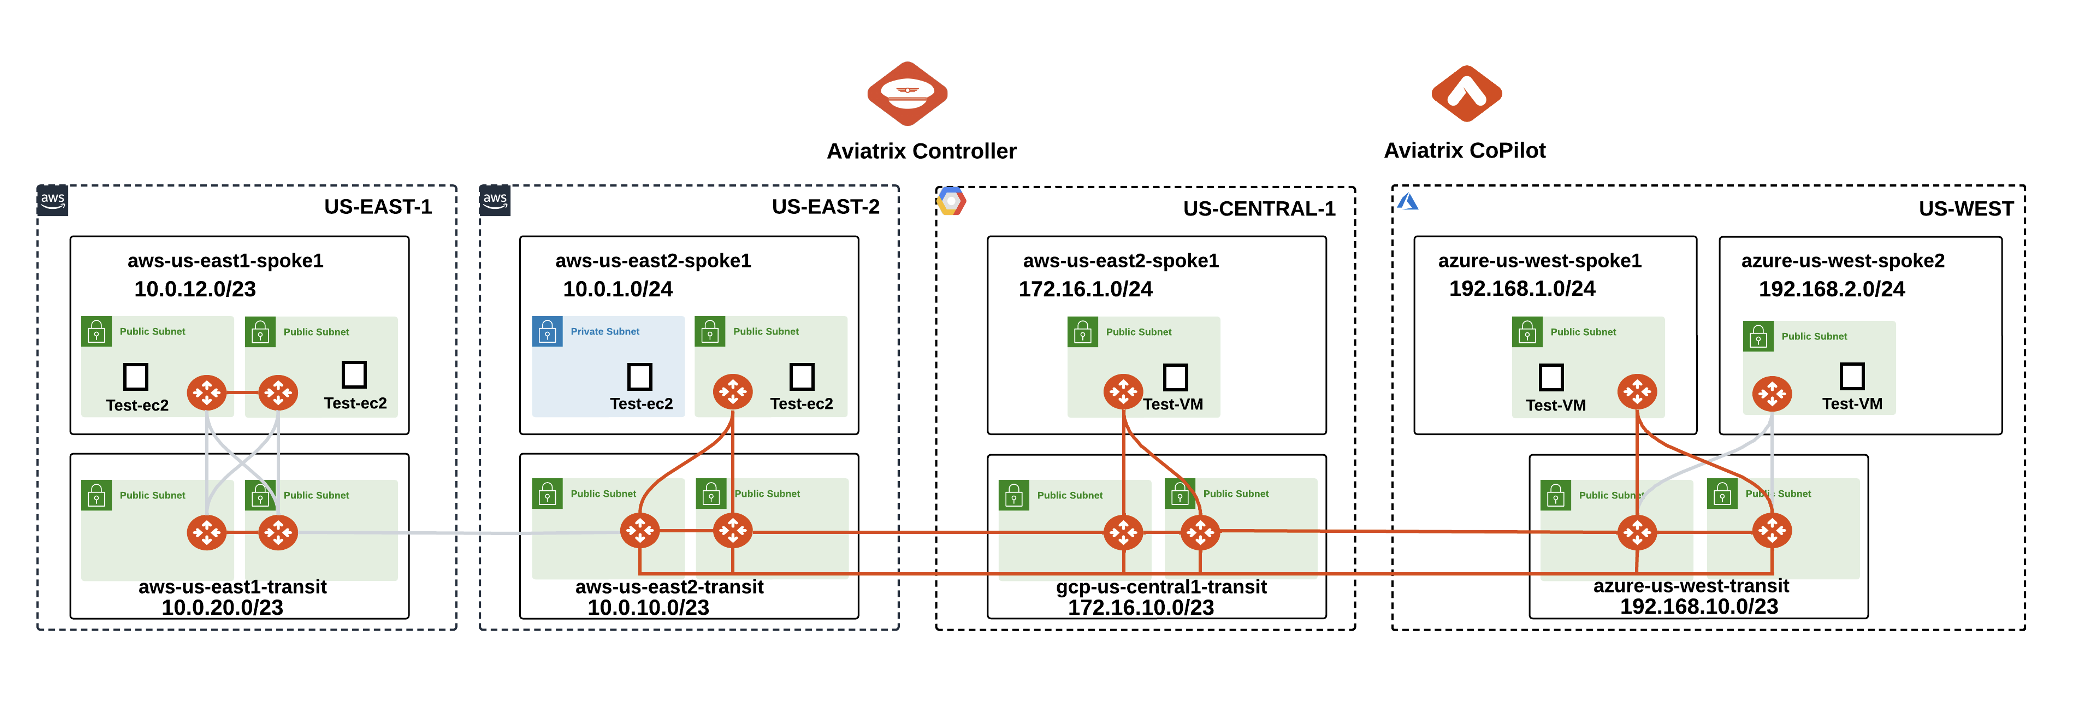 Aviatrix Controller
Aviatrix CoPilot
aws
US-EAST-1
aws-us-east1-spoke1
10.0.12.0/23
Public Subnet
Public Subnet
Test-ec2
Test-ec2
Public Subnet
Public Subnet
aws-us-east1-transit
10.0.20.0/23
aws
US-EAST-2
aws-us-east2-spoke1
10.0.1.0/24
Private Subnet
Public Subnet
Test-ec2
Test-ec2
Public Subnet
Public Subnet
aws-us-east2-transit
10.0.10.0/23
US-CENTRAL-1
aws-us-east2-spoke1
172.16.1.0/24
Public Subnet
Test-VM
Public Subnet
Public Subnet
gcp-us-central1-transit
172.16.10.0/23
US-WEST
azure-us-west-spoke1
192.168.1.0/24
Public Subnet
Test-VM
azure-us-west-spoke2
192.168.2.0/24
Public Subnet
Test-VM
Public Subnet
Public Subnet
azure-us-west-transit
192.168.10.0/23